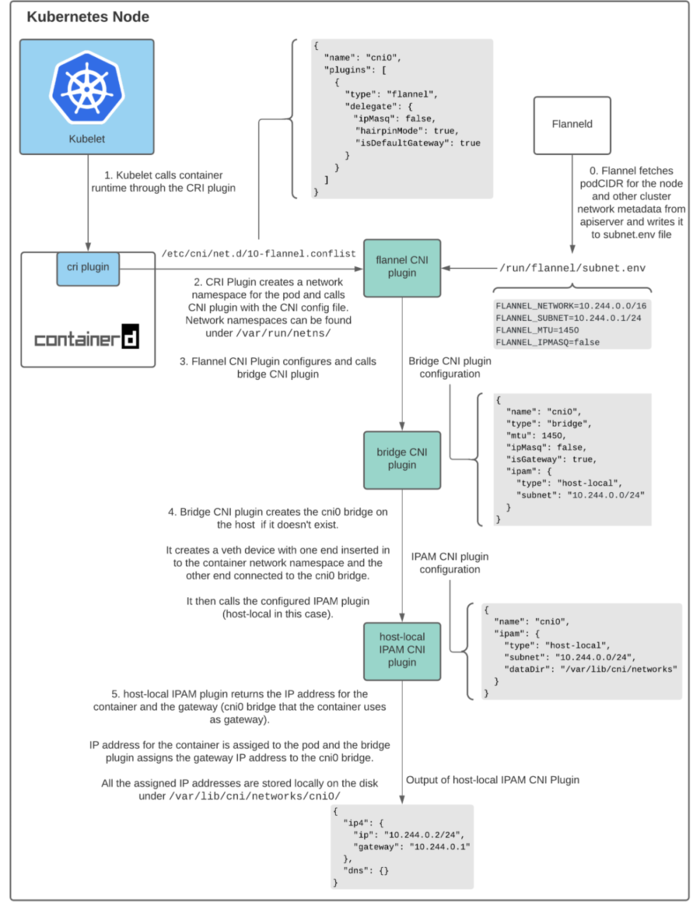 Kubernetes Node
Kubelet
1. Kubelet calls container
runtime through the CRI plugin
{
"name": "cni0",
"plugins": [
{
"type": "flannel",
"delegate": {
"ipMasq": false,
"hairpinMode": true,
"isDefaultGateway": true
}
}
]
}
Flanneld
0. Flannel fetches
podCIDR for the node
and other cluster
network metadata from
apiserver and writes it
to subnet.env file
cri plugin
containerd
/etc/cni/net.d/10-flannel.conflist
2. CRI Plugin creates a network
namespace for the pod and calls
CNI plugin with the CNI config file.
Network namespaces can be found
under /var/run/netns/
flannel CNI
plugin
/run/flannel/subnet.env
FLANNEL_NETWORK=10.244.0.0/16
FLANNEL_SUBNET=10.244.0.1/24
FLANNEL_MTU=1450
FLANNEL_IPMASQ=false
3. Flannel CNI Plugin configures and calls
bridge CNI plugin
Bridge CNI plugin
configuration
{
"name": "cni0",
"type": "bridge",
"mtu": 1450,
"ipMasq": false,
"isGateway": true,
"ipam": {
"type": "host-local",
"subnet": "10.244.0.0/24"
}
}
bridge CNI
plugin
4. Bridge CNI plugin creates the cni0 bridge on
the host if it doesn't exist.
It creates a veth device with one end inserted in
to the container network namespace and the
other end connected to the cni0 bridge.
It then calls the configured IPAM plugin
(host-local in this case).
IPAM CNI plugin
configuration
{
"name": "cni0",
"ipam": {
"type": "host-local",
"subnet": "10.244.0.0/24",
"dataDir": "/var/lib/cni/networks"
}
}
host-local
IPAM CNI
plugin
5. host-local IPAM plugin returns the IP address for the
container and the gateway (cni0 bridge that the container uses
as gateway).
IP address for the container is assiged to the pod and the bridge
plugin assigns the gateway IP address to the cni0 bridge.
All the assigned IP addresses are stored locally on the disk
under /var/lib/cni/networks/cni0/
Output of host-local IPAM CNI Plugin
{
"ip4": {
"ip": "10.244.0.2/24",
"gateway": "10.244.0.1"
},
"dns": {}
}